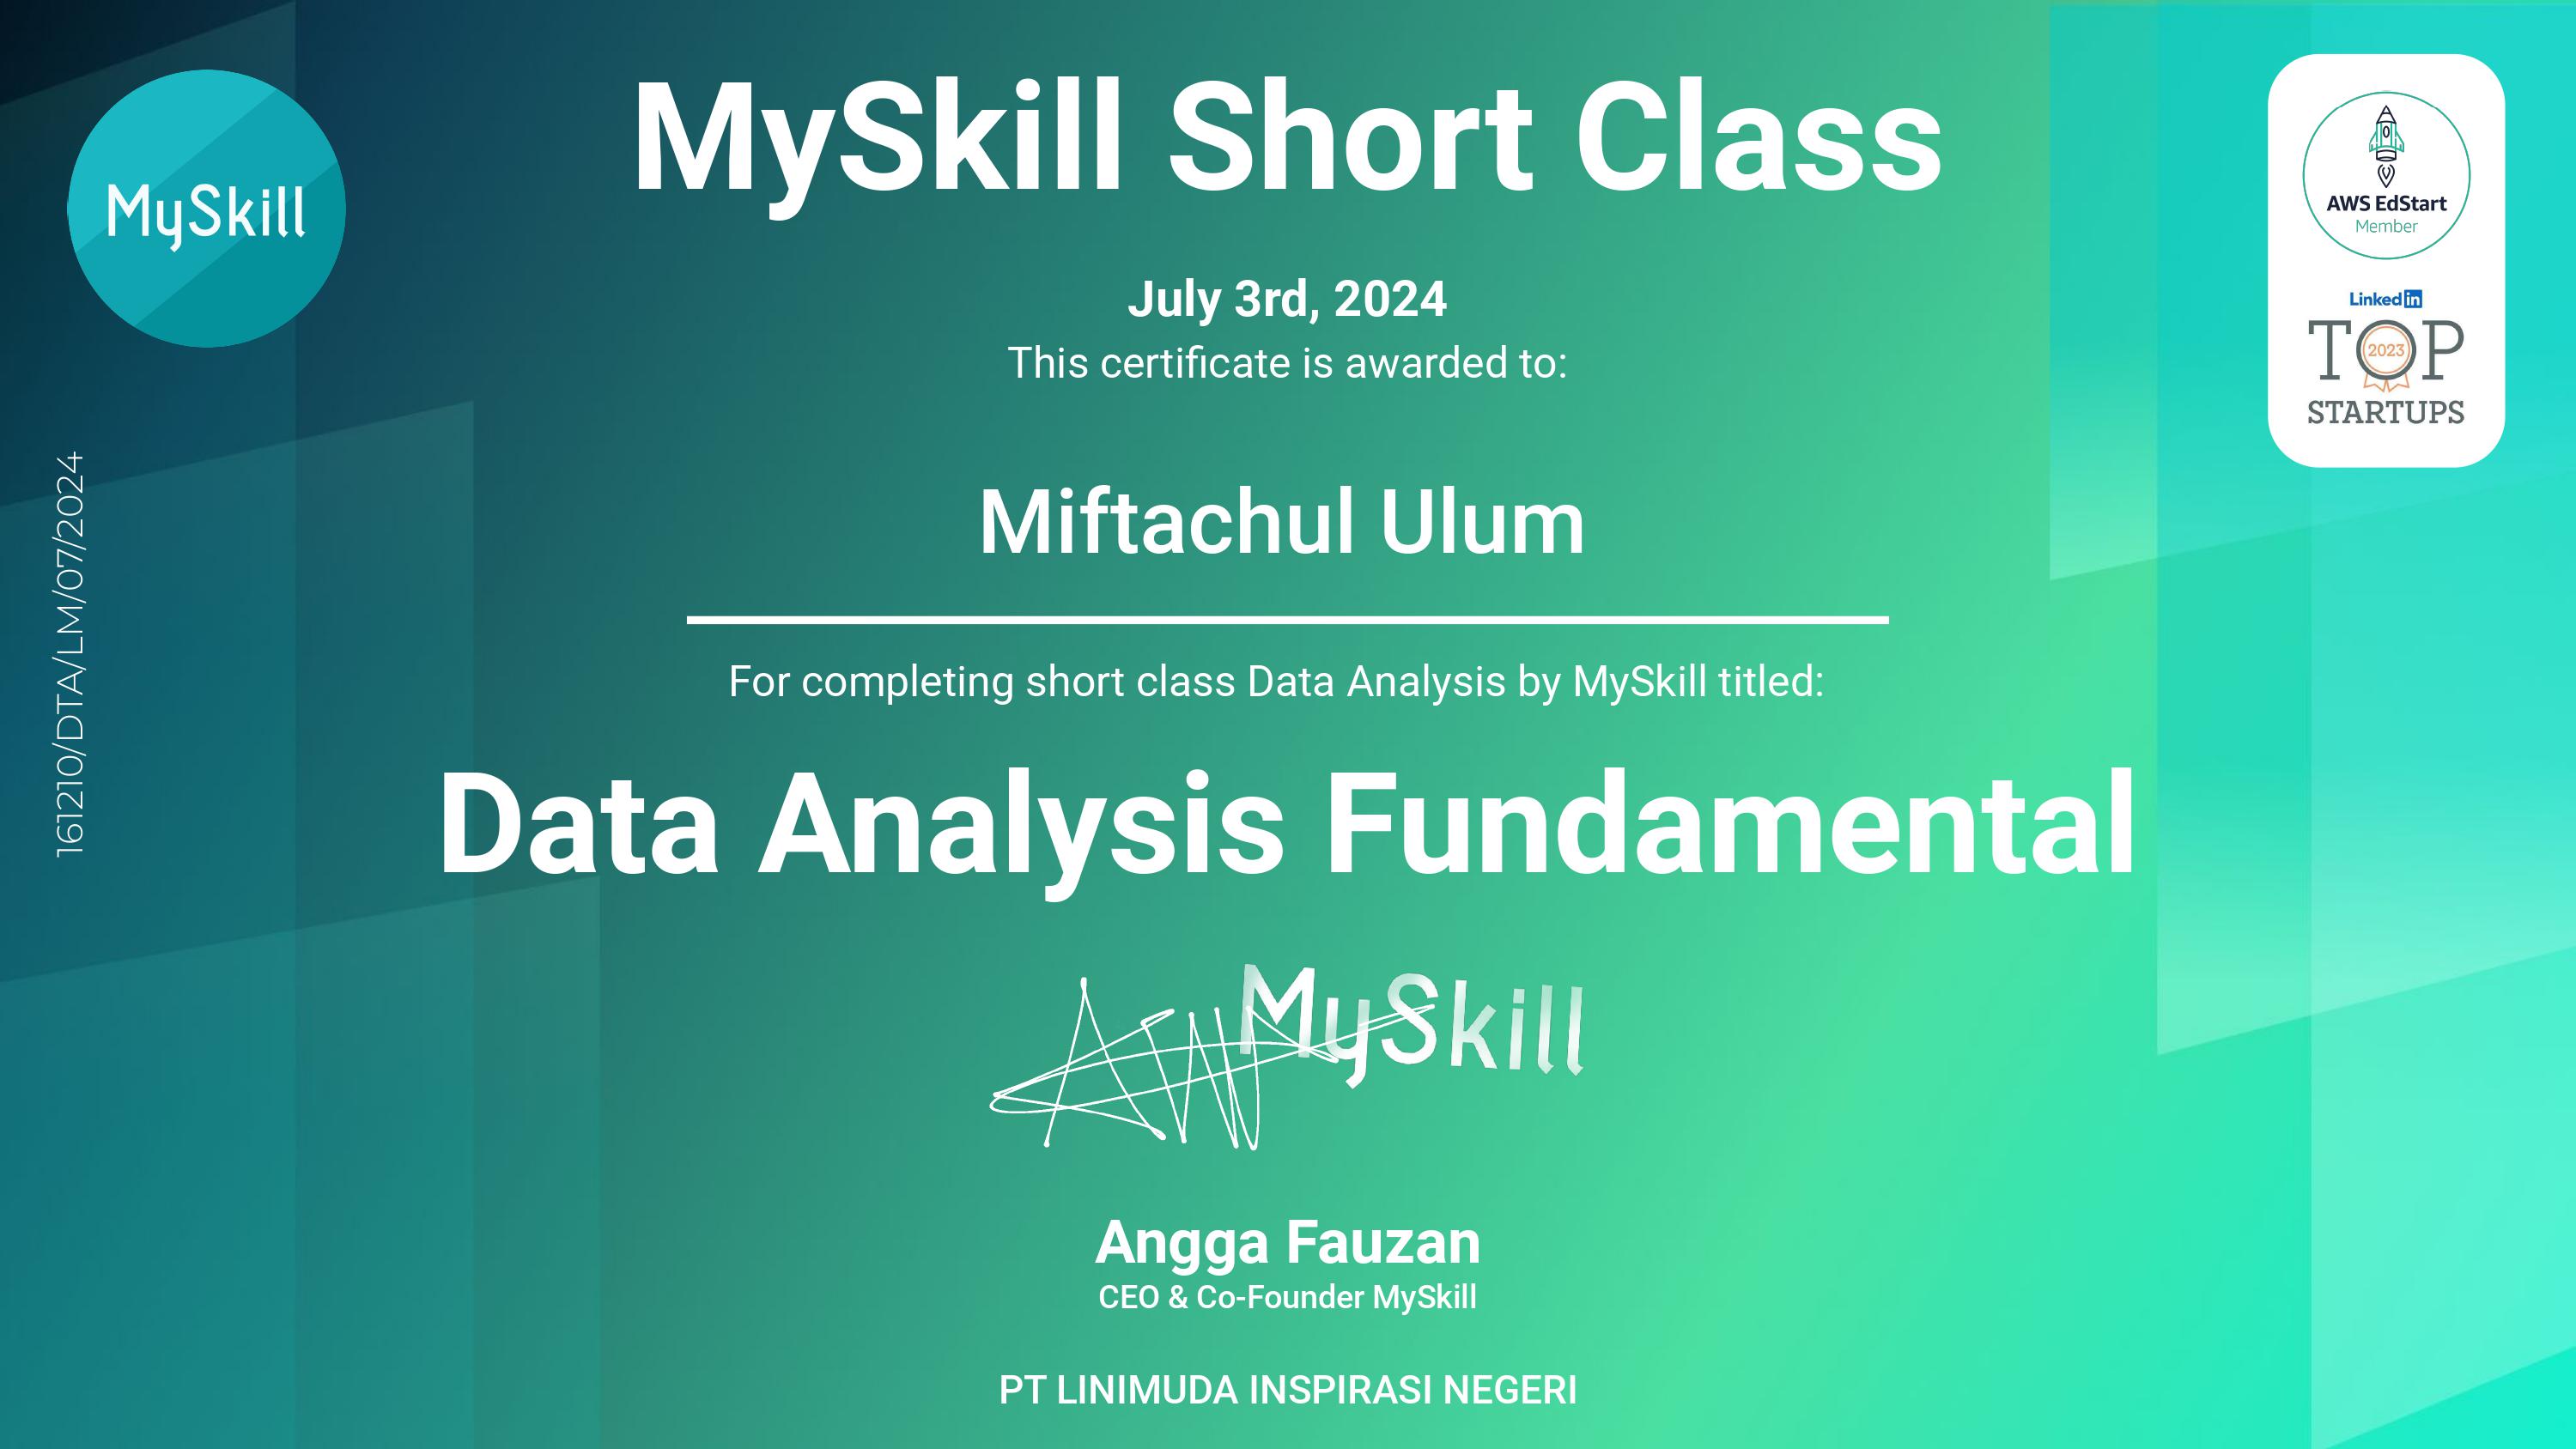 MySkill
MySkill Short Class
AWS EdStart
Member
July 3rd, 2024
This certificate is awarded to:
LinkedIn
TOP
2023
STARTUPS
Miftachul Ulum
161210/DTA/LM/07/2024
For completing short class Data Analysis by MySkill titled:
Data Analysis Fundamental
MySkill
Angga Fauzan
CEO & Co-Founder MySkill
PT LINIMUDA INSPIRASI NEGERI